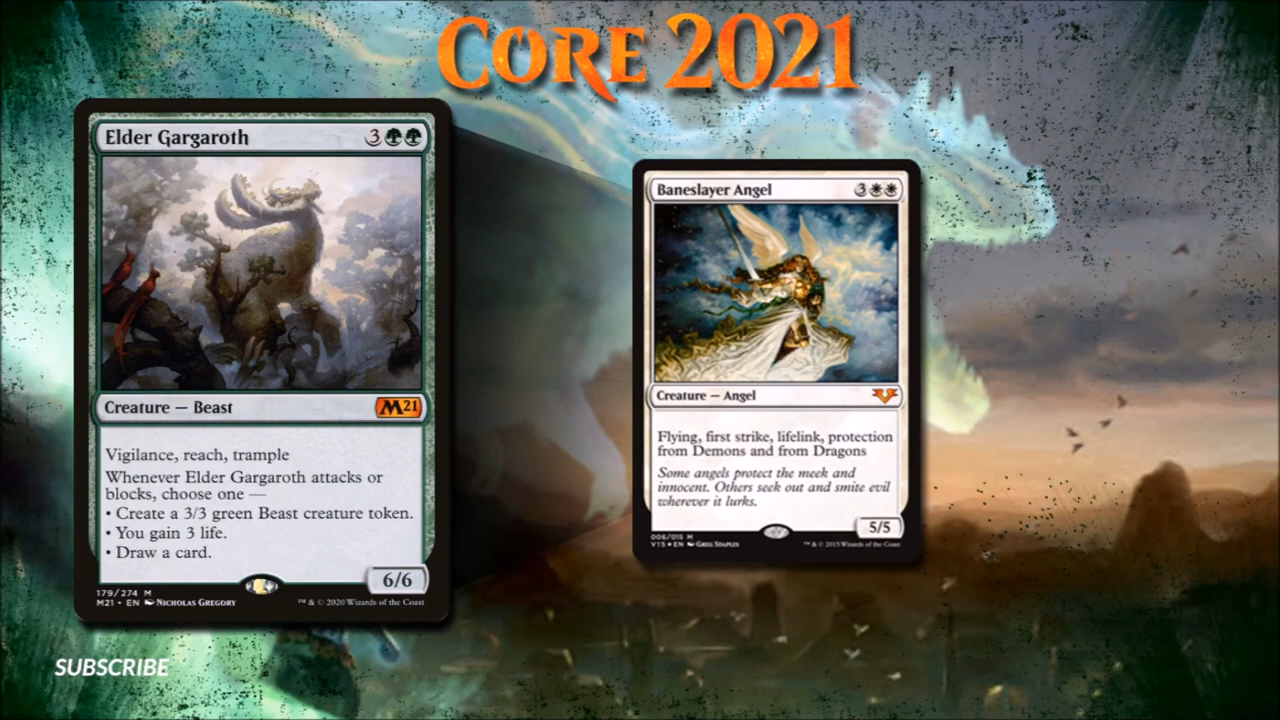 CORE 2021
Elder Gargaroth 3
Creature — Beast M21
Vigilance, reach, trample
Whenever Elder Gargaroth attacks or
blocks, choose one —
• Create a 3/3 green Beast creature token.
• You gain 3 life.
• Draw a card.
6/6
179/274 M
M21 • EN Nicholas Gregory ™ & © 2020 Wizards of the Coast
Baneslayer Angel 3
Creature — Angel
Flying, first strike, lifelink, protection
from Demons and from Dragons
Some angels protect the meek and
innocent. Others seek out and smite evil
wherever it lurks.
5/5
006/015 M
V15 • EN Greg Staples ™ & © 2015 Wizards of the Coast
SUBSCRIBE